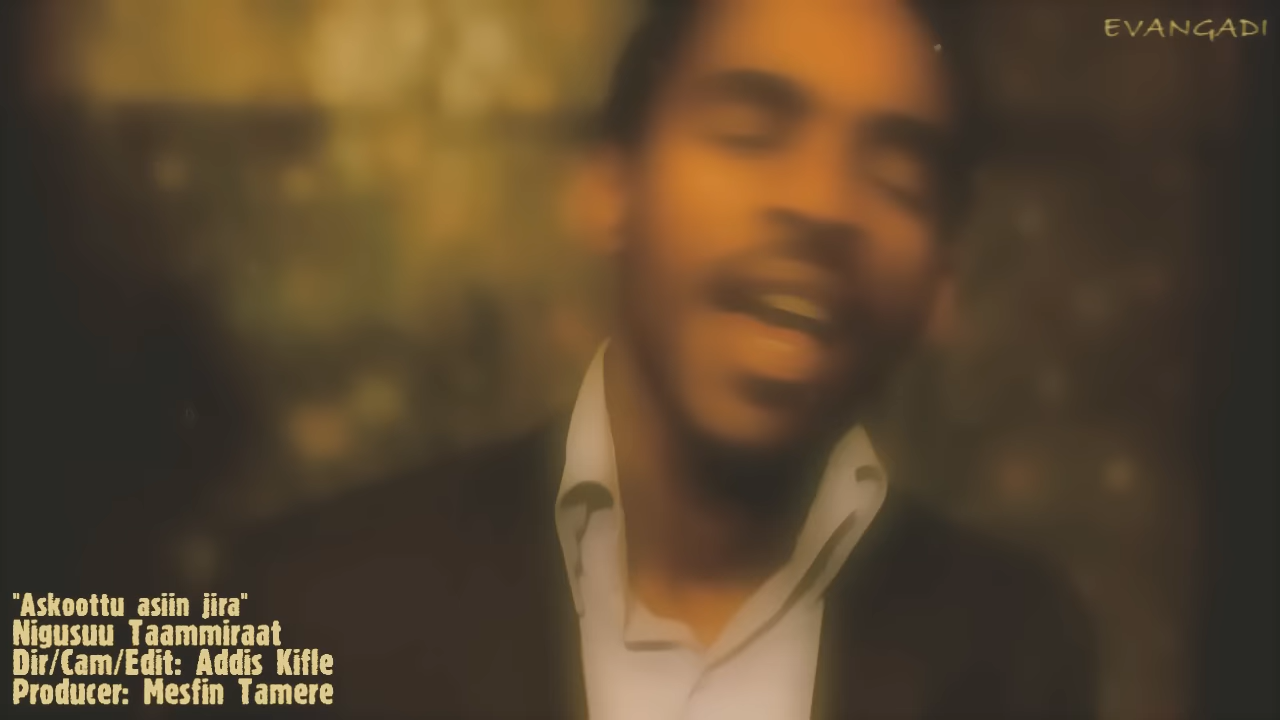 EVANGADI
"Askoottu asiin jira"
Nigusuu Taammiraat
Dir/Cam/Edit: Addis Kifle
Producer: Mesfin Tamere